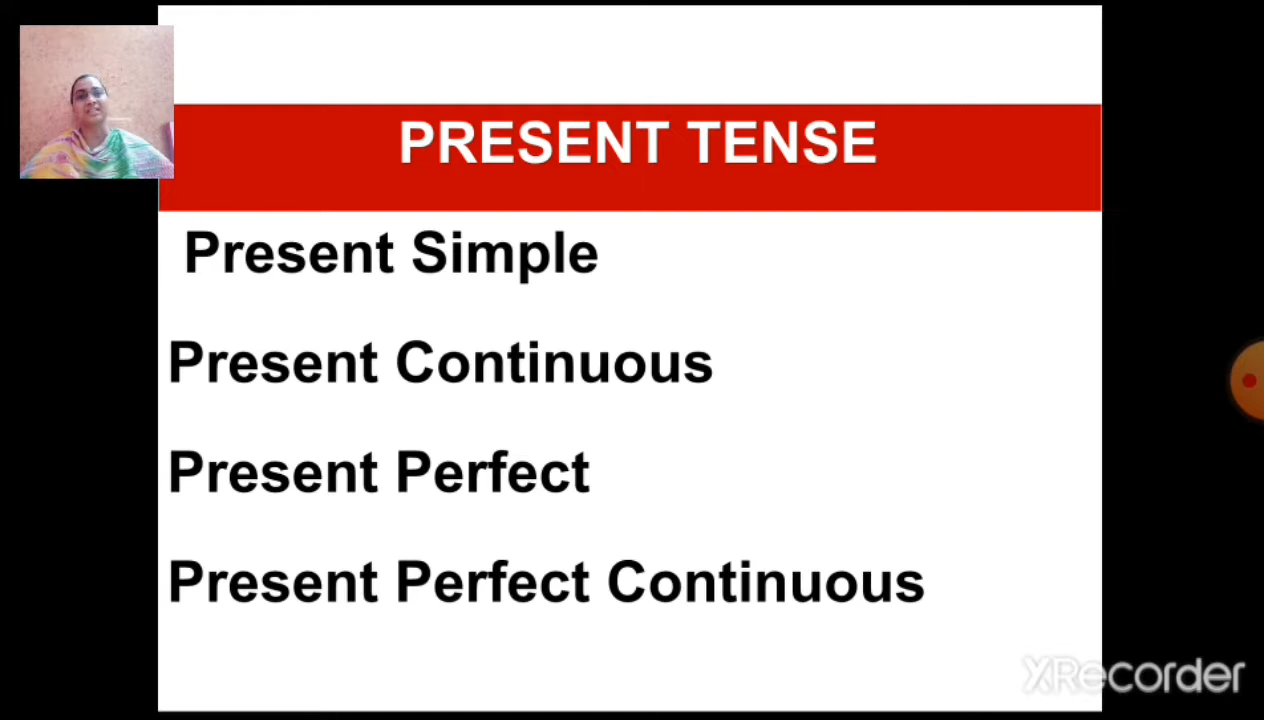 PRESENT TENSE
Present Simple
Present Continuous
Present Perfect
Present Perfect Continuous
XRecorder